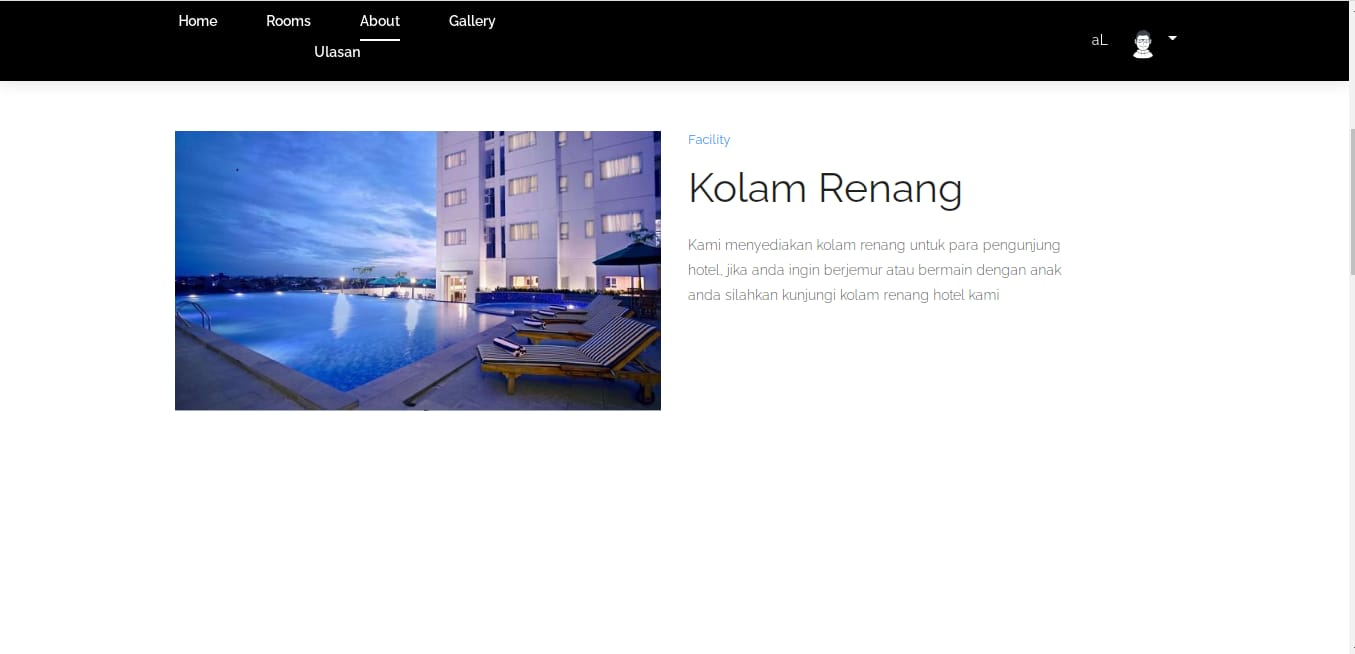 Home Rooms About Gallery
Ulasan
aL
Facility
Kolam Renang
Kami menyediakan kolam renang untuk para pengunjung
hotel, jika anda ingin berjemur atau bermain dengan anak
anda silahkan kunjungi kolam renang hotel kami